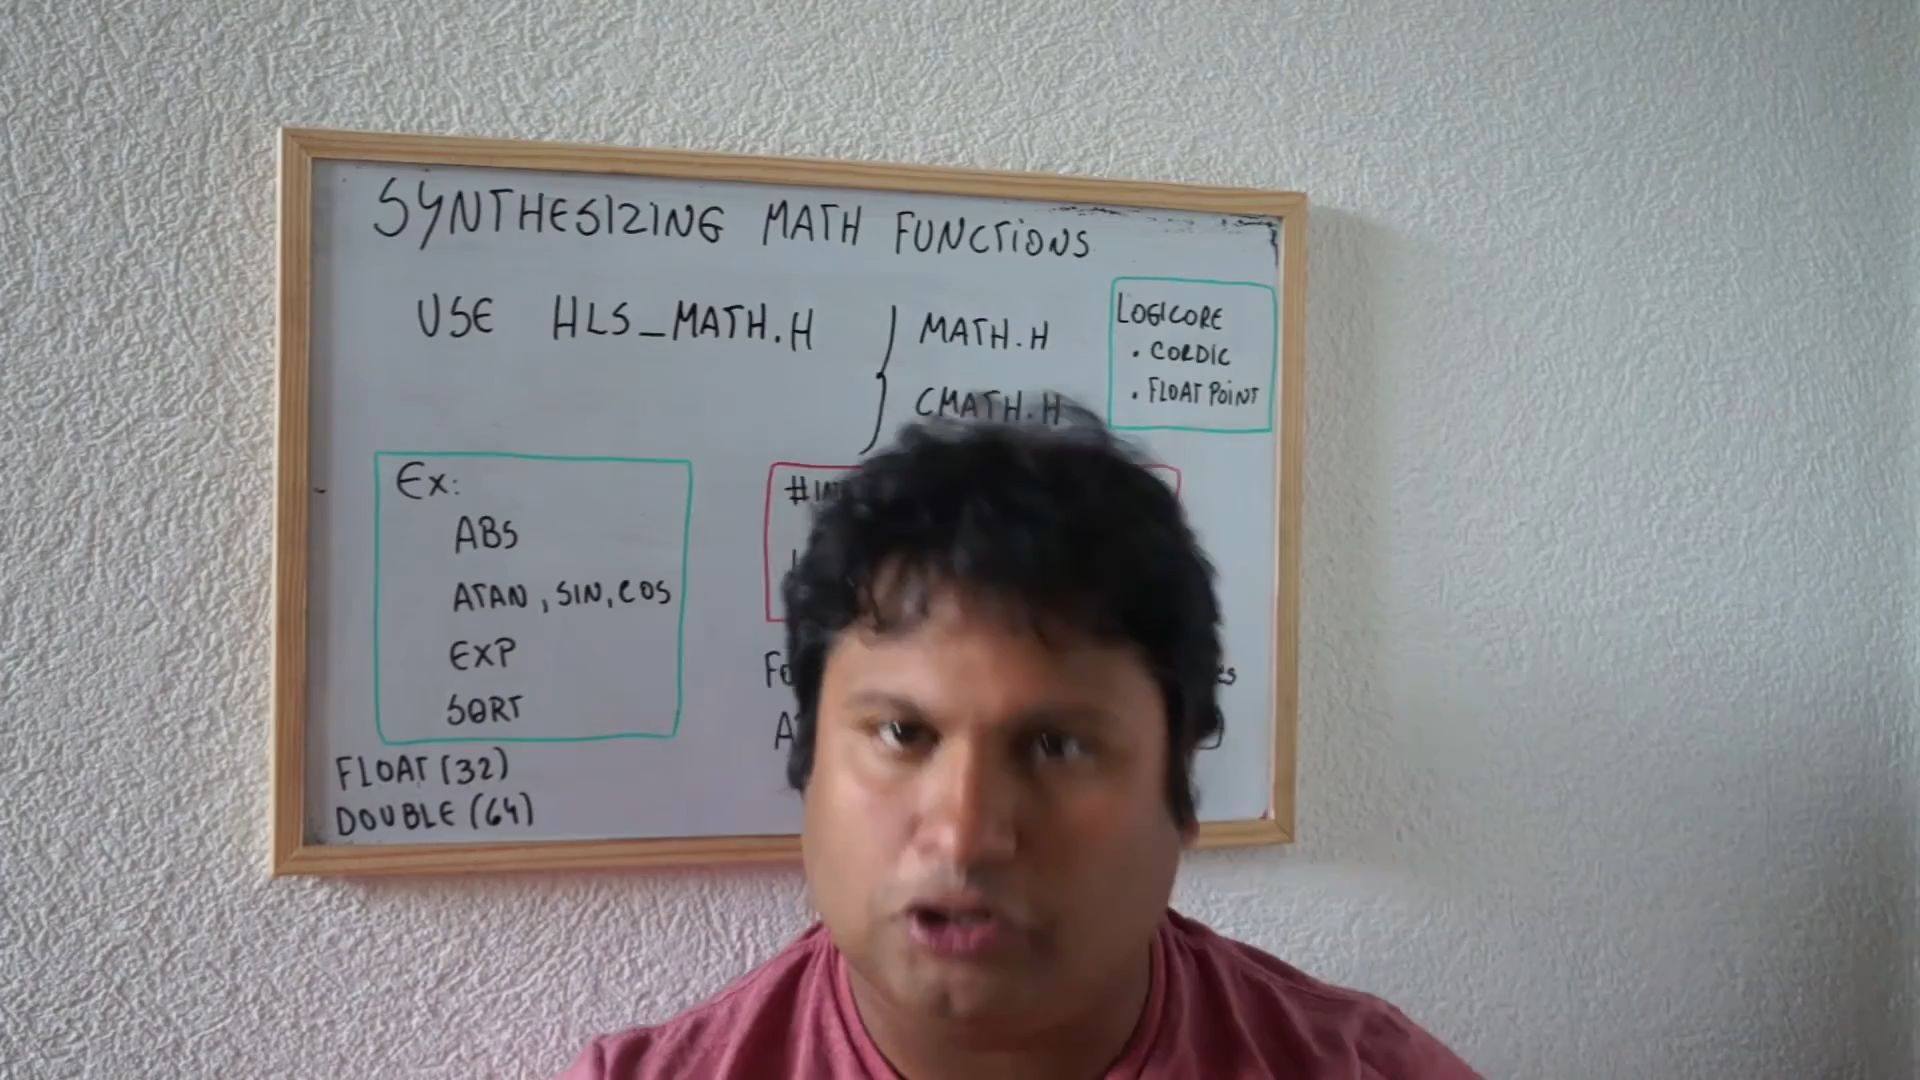 SYNTHESIZING MATH FUNCTIONS
USE HLS_MATH.H
MATH.H
CMATH.H
LOGICORE
. CORDIC
. FLOAT POINT
EX:
ABS
ATAN, SIN, COS
EXP
SQRT
FLOAT (32)
DOUBLE (64)